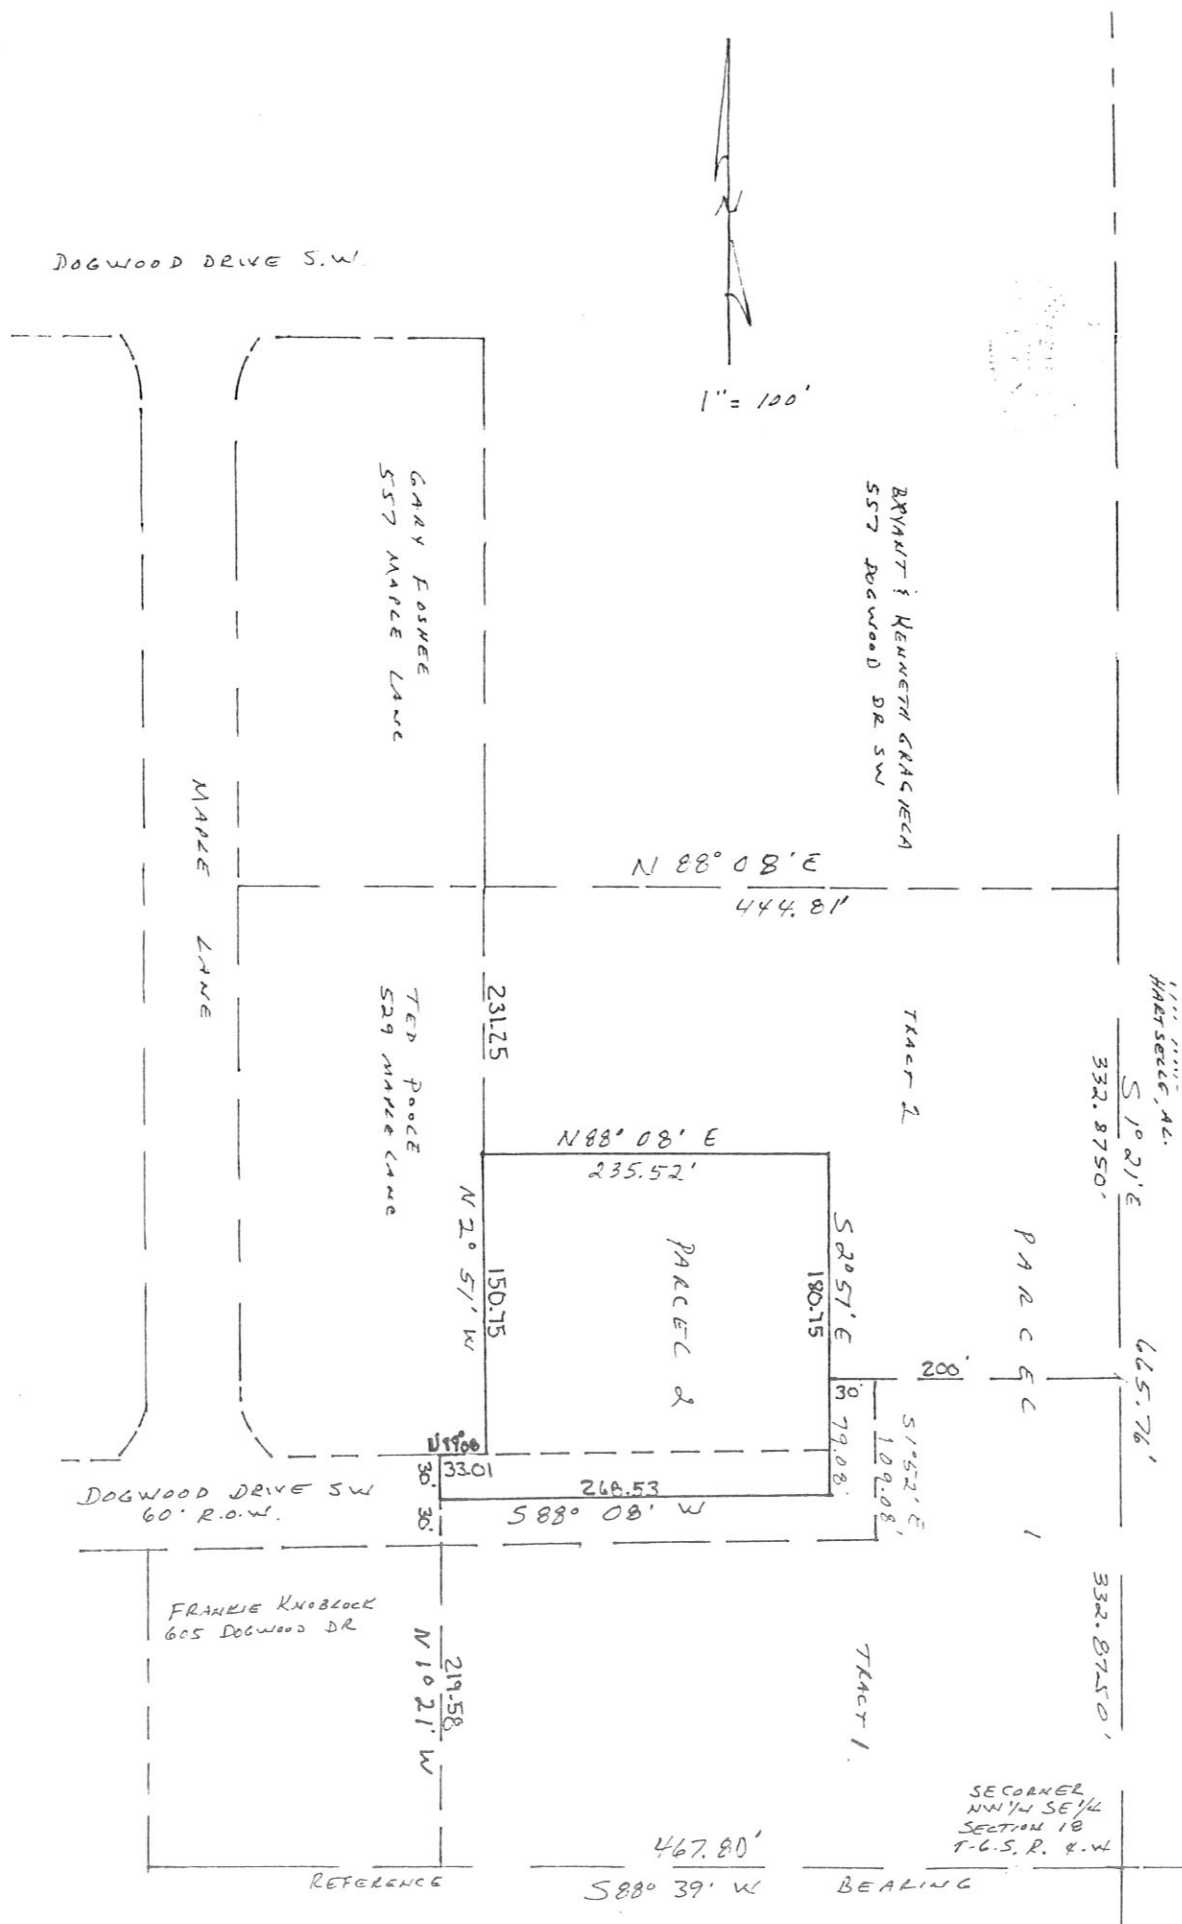 N
1" = 100'
DOGWOOD DRIVE S.W.
GARY FOSHEE
557 MAPLE LANE
BRYANT & KENNETH GRAGIECA
557 DOGWOOD DR SW
MAPLE LANE
N 88° 08' E
444.81'
TED POOLE
529 MAPLE LANE
231.25
TRACT 2
HARTSELLE, AL.
S 1° 21' E
332.8750'
665.76'
N 88° 08' E
235.52'
N 2° 51' W
150.75
PARCEL 2
S 2° 51' E
180.75
PARCEL 1
200'
30'
79.08'
S 1° 52' E
109.08'
33.01
30'
30'
268.53
S 88° 08' W
DOGWOOD DRIVE SW
60' R.O.W.
FRANKIE KNOBLOCK
605 DOGWOOD DR
219.58
N 1° 21' W
TRACT 1
332.8750'
SE CORNER
NW 1/4 SE 1/4
SECTION 18
T-6-S, R. 4-W
467.80'
REFERENCE
S 88° 39' W
BEARING